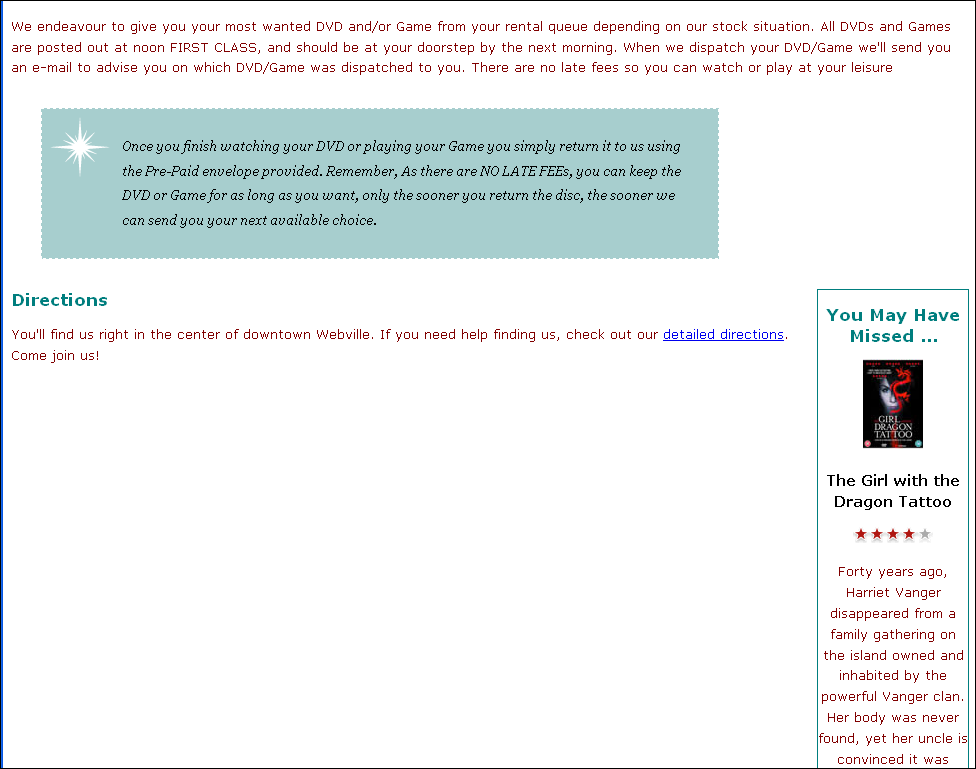 We endeavour to give you your most wanted DVD and/or Game from your rental queue depending on our stock situation. All DVDs and Games
are posted out at noon FIRST CLASS, and should be at your doorstep by the next morning. When we dispatch your DVD/Game we'll send you
an e-mail to advise you on which DVD/Game was dispatched to you. There are no late fees so you can watch or play at your leisure
Once you finish watching your DVD or playing your Game you simply return it to us using
the Pre-Paid envelope provided. Remember, As there are NO LATE FEEs, you can keep the
DVD or Game for as long as you want, only the sooner you return the disc, the sooner we
can send you your next available choice.
Directions
You'll find us right in the center of downtown Webville. If you need help finding us, check out our detailed directions.
Come join us!
You May Have
Missed ...
GIRL
DRAGON
TATTOO
The Girl with the
Dragon Tattoo
Forty years ago,
Harriet Vanger
disappeared from a
family gathering on
the island owned and
inhabited by the
powerful Vanger clan.
Her body was never
found, yet her uncle is
convinced it was